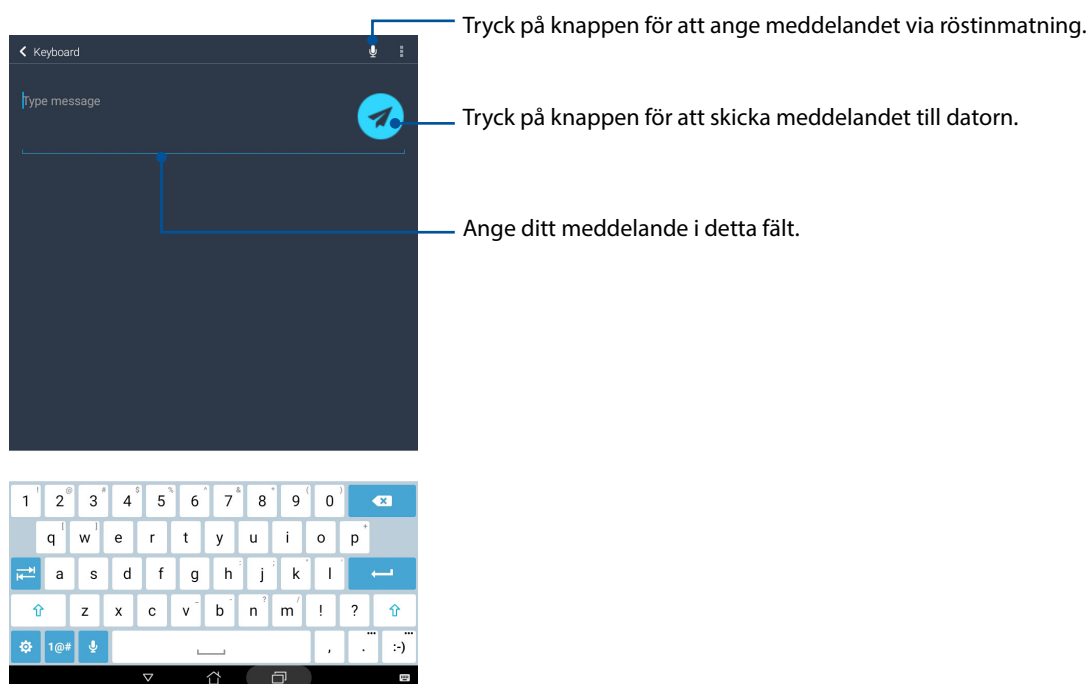 Tryck på knappen för att ange meddelandet via röstinmatning.
Keyboard
Type message
Tryck på knappen för att skicka meddelandet till datorn.
Ange ditt meddelande i detta fält.
1 ! 2 @ 3 # 4 $ 5 % 6 7 & 8 * 9 ( 0 )
q [ w ] e r t y u i o p +
a s d f g h : j ; k l
z x c v - b n ? m / ! ?
1@# , . ... :-) ...